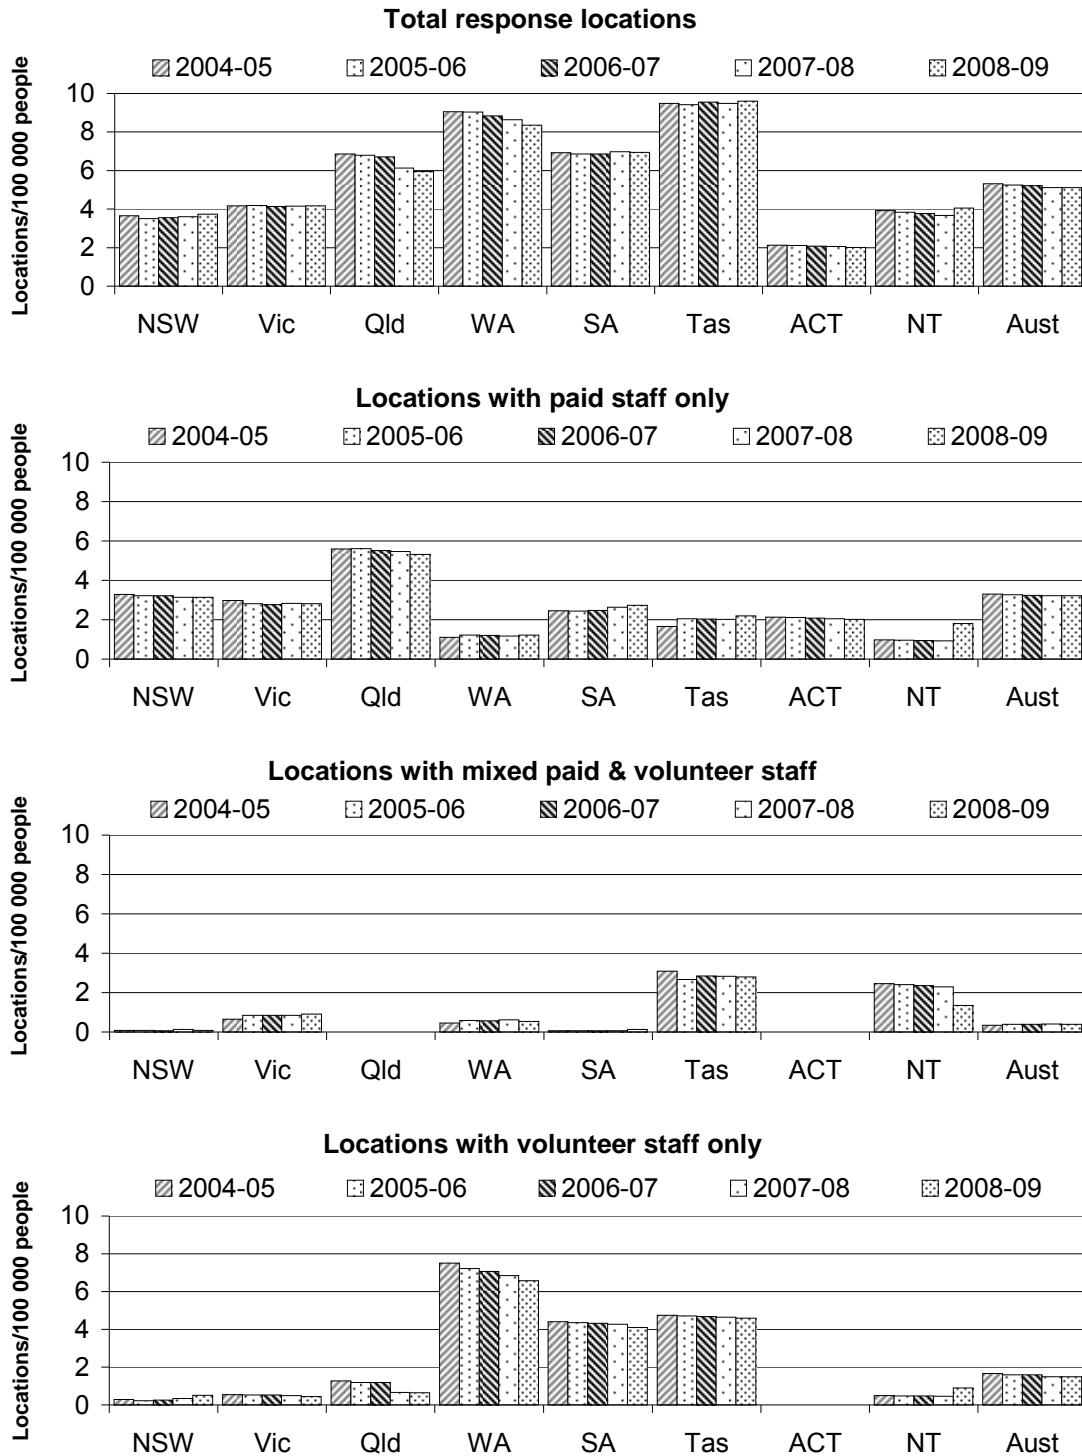 Total response locations
2004-05 2005-06 2006-07 2007-08 2008-09
Locations/100 000 people
10
8
6
4
2
0
NSW Vic Qld WA SA Tas ACT NT Aust
Locations with paid staff only
2004-05 2005-06 2006-07 2007-08 2008-09
Locations/100 000 people
10
8
6
4
2
0
NSW Vic Qld WA SA Tas ACT NT Aust
Locations with mixed paid & volunteer staff
2004-05 2005-06 2006-07 2007-08 2008-09
Locations/100 000 people
10
8
6
4
2
0
NSW Vic Qld WA SA Tas ACT NT Aust
Locations with volunteer staff only
2004-05 2005-06 2006-07 2007-08 2008-09
Locations/100 000 people
10
8
6
4
2
0
NSW Vic Qld WA SA Tas ACT NT Aust